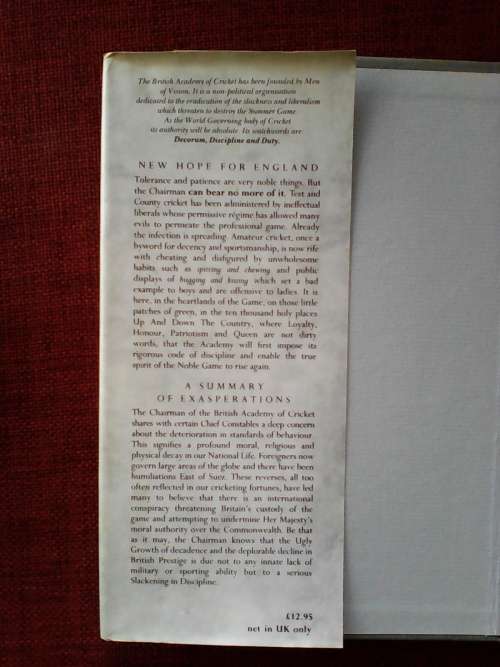 The British Academy of Cricket has been founded by Men
of Vision. It is a non-political organisation
dedicated to the eradication of the slackness and liberalism
which threaten to destroy the Summer Game.
As the World Governing body of Cricket
its authority will be absolute. Its watchwords are
Decorum, Discipline and Duty.
NEW HOPE FOR ENGLAND
Tolerance and patience are very noble things. But
the Chairman can bear no more of it. Test and
County cricket has been administered by ineffectual
liberals whose permissive régime has allowed many
evils to permeate the professional game. Already
the infection is spreading. Amateur cricket, once a
byword for decency and sportsmanship, is now rife
with cheating and disfigured by unwholesome
habits such as spitting and chewing and public
displays of hugging and kissing which set a bad
example to boys and are offensive to ladies. It is
here, in the heartlands of the Game, on those little
patches of green, in the ten thousand holy places
Up And Down The Country, where Loyalty,
Honour, Patriotism and Queen are not dirty
words, that the Academy will first impose its
rigorous code of discipline and enable the true
spirit of the Noble Game to rise again.
A SUMMARY
OF EXASPERATIONS
The Chairman of the British Academy of Cricket
shares with certain Chief Constables a deep concern
about the deterioration in standards of behaviour.
This signifies a profound moral, religious and
physical decay in our National Life. Foreigners now
govern large areas of the globe and there have been
humiliations East of Suez. These reverses, all too
often reflected in our cricketing fortunes, have led
many to believe that there is an international
conspiracy threatening Britain's custody of the
game and attempting to undermine Her Majesty's
moral authority over the Commonwealth. Be that
as it may, the Chairman knows that the Ugly
Growth of decadence and the deplorable decline in
British Prestige is due not to any innate lack of
military or sporting ability but to a serious
Slackening in Discipline.
£12.95
net in UK only